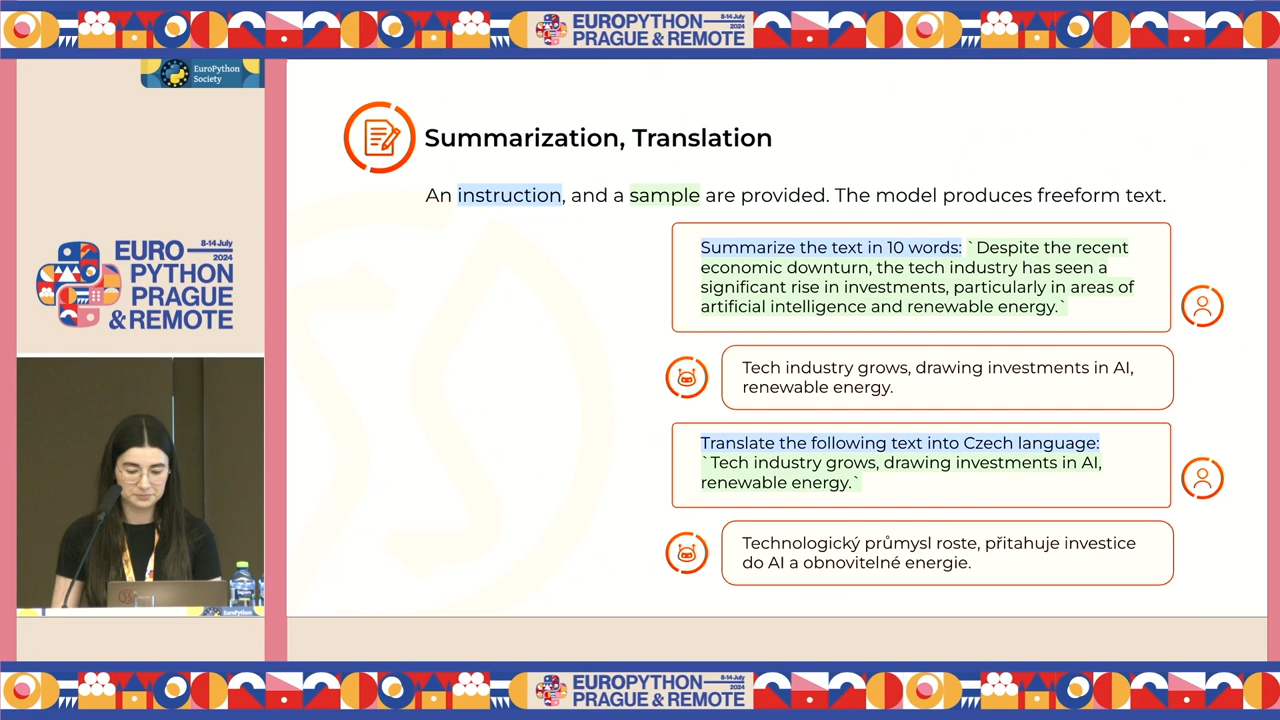 EUROPYTHON
8-14 July
2024
PRAGUE & REMOTE
EuroPython
Society
Summarization, Translation
An instruction, and a sample are provided. The model produces freeform text.
Summarize the text in 10 words: `Despite the recent
economic downturn, the tech industry has seen a
significant rise in investments, particularly in areas of
artificial intelligence and renewable energy.`
Tech industry grows, drawing investments in AI,
renewable energy.
Translate the following text into Czech language:
`Tech industry grows, drawing investments in AI,
renewable energy.`
Technologický průmysl roste, přitahuje investice
do AI a obnovitelné energie.
EURO
8-14 July
2024
PYTHON
PRAGUE
& REMOTE
EuroPython
EUROPYTHON
8-14 July
2024
PRAGUE & REMOTE